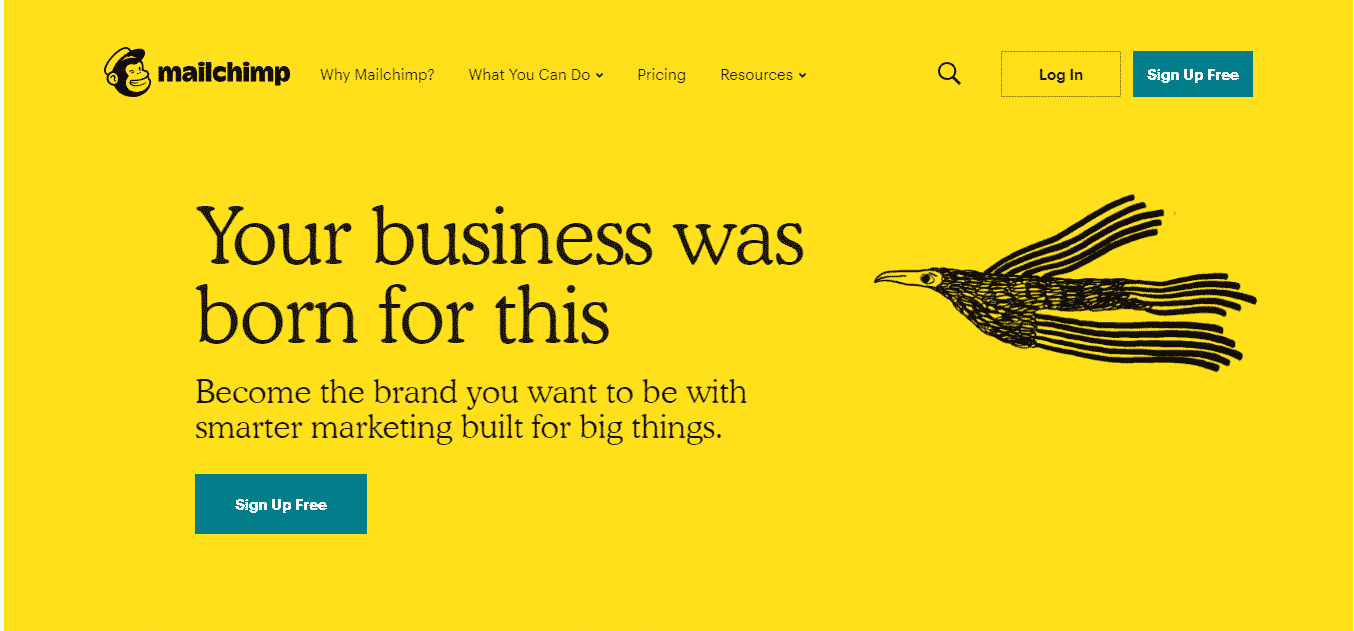 mailchimp
Why Mailchimp?
What You Can Do
Pricing
Resources
Log In
Sign Up Free
Your business was
born for this
Become the brand you want to be with
smarter marketing built for big things.
Sign Up Free